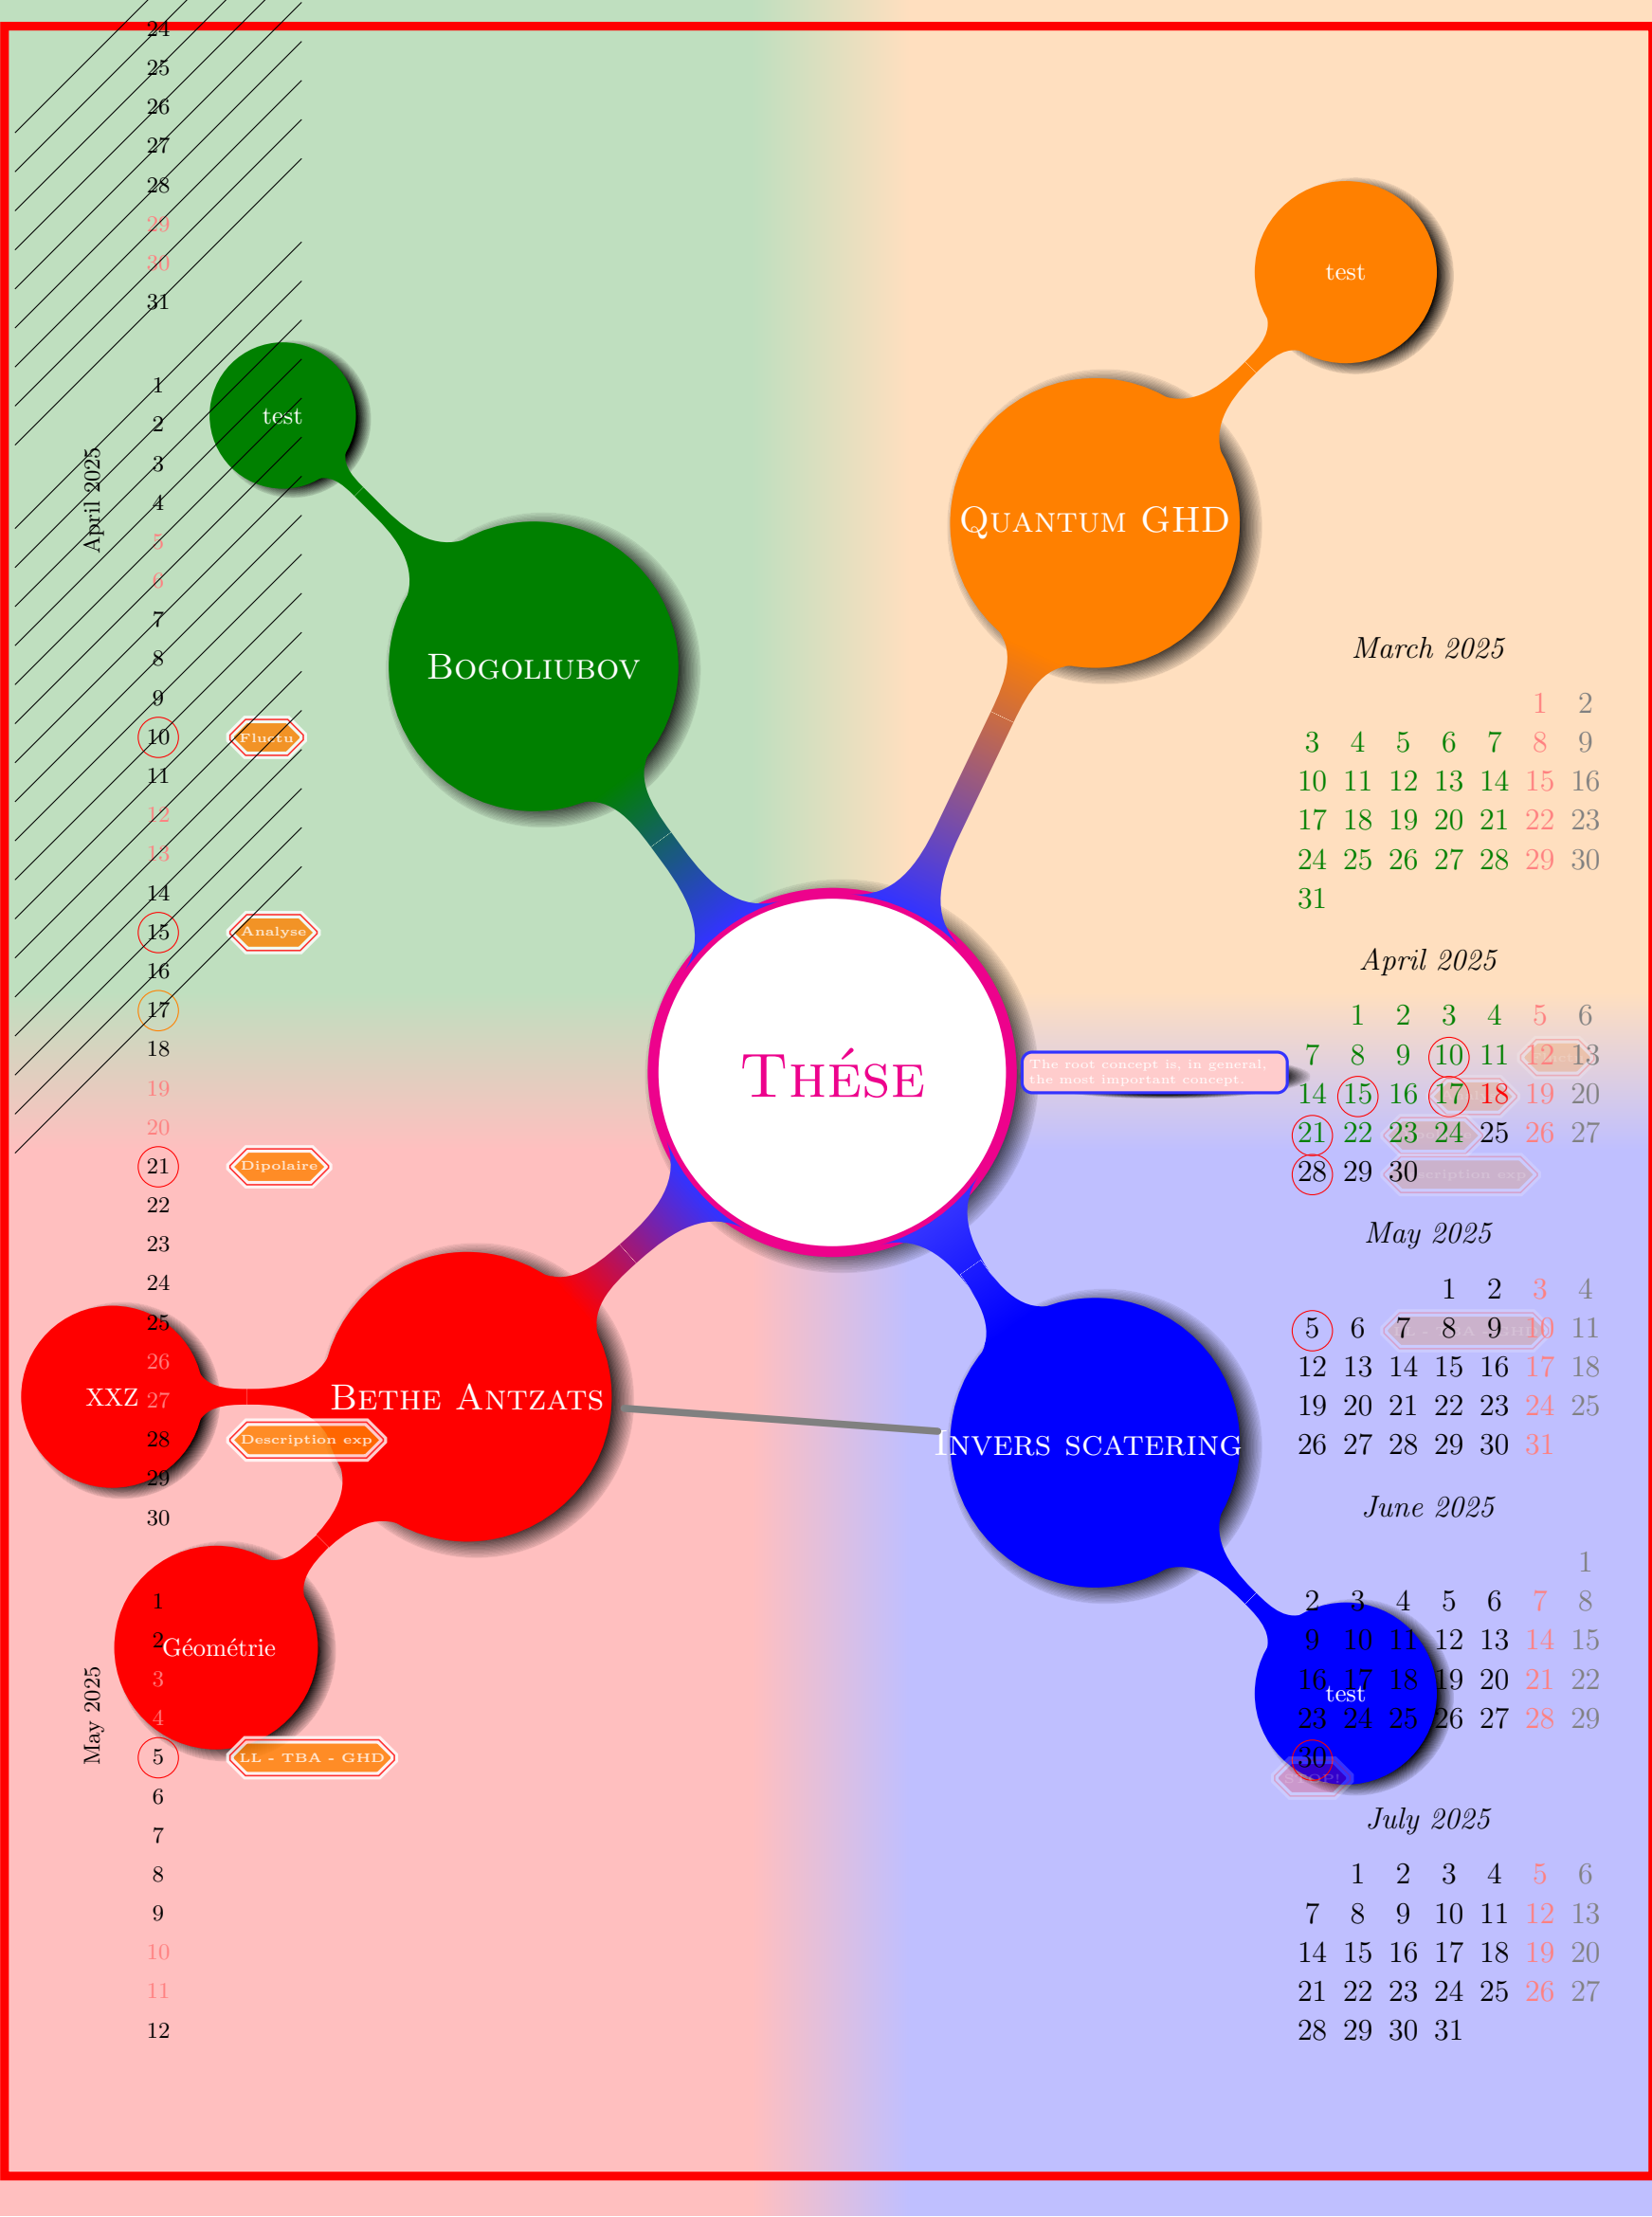 24
25
26
27
28
29
30
31
April 2025
1
2
3
4
5
6
7
8
9
10 Fluctu
11
12
13
14
15 Analyse
16
17
18
19
20
21 Dipolaire
22
23
24
25
26
27
28 Description exp
29
30
May 2025
1
2
3
4
5 LL - TBA - GHD
6
7
8
9
10
11
12
test
Bogoliubov
Quantum GHD
test
Thése
The root concept is, in general,
the most important concept.
Bethe Antzats
xxz
Géométrie
Invers scatering
test
March 2025
1 2
3 4 5 6 7 8 9
10 11 12 13 14 15 16
17 18 19 20 21 22 23
24 25 26 27 28 29 30
31
April 2025
1 2 3 4 5 6
7 8 9 10 11 12 13
14 15 16 17 18 19 20
21 22 23 24 25 26 27
28 29 30
May 2025
1 2 3 4
5 6 7 8 9 10 11
12 13 14 15 16 17 18
19 20 21 22 23 24 25
26 27 28 29 30 31
June 2025
1
2 3 4 5 6 7 8
9 10 11 12 13 14 15
16 17 18 19 20 21 22
23 24 25 26 27 28 29
30
STOP!
July 2025
1 2 3 4 5 6
7 8 9 10 11 12 13
14 15 16 17 18 19 20
21 22 23 24 25 26 27
28 29 30 31